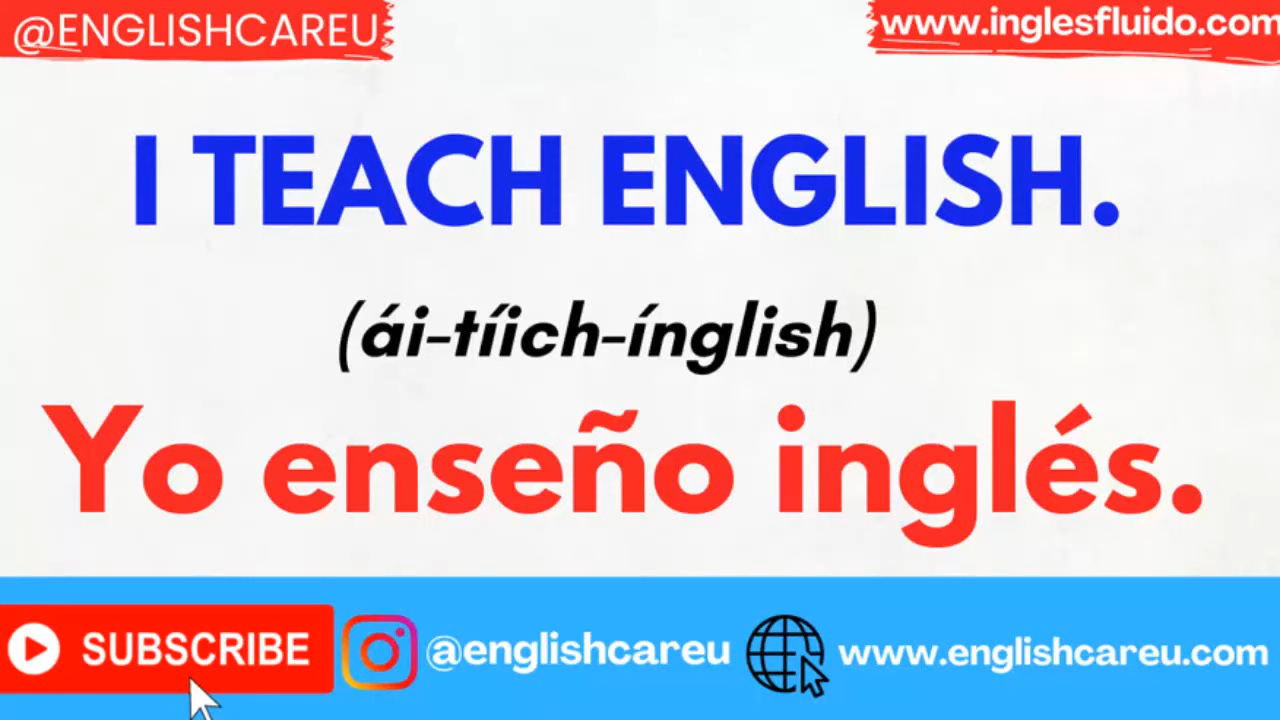 @ENGLISHCAREU
www.inglesfluido.com
I TEACH ENGLISH.
(ái-tíich-ínglish)
Yo enseño inglés.
SUBSCRIBE
@englishcareu
www.englishcareu.com